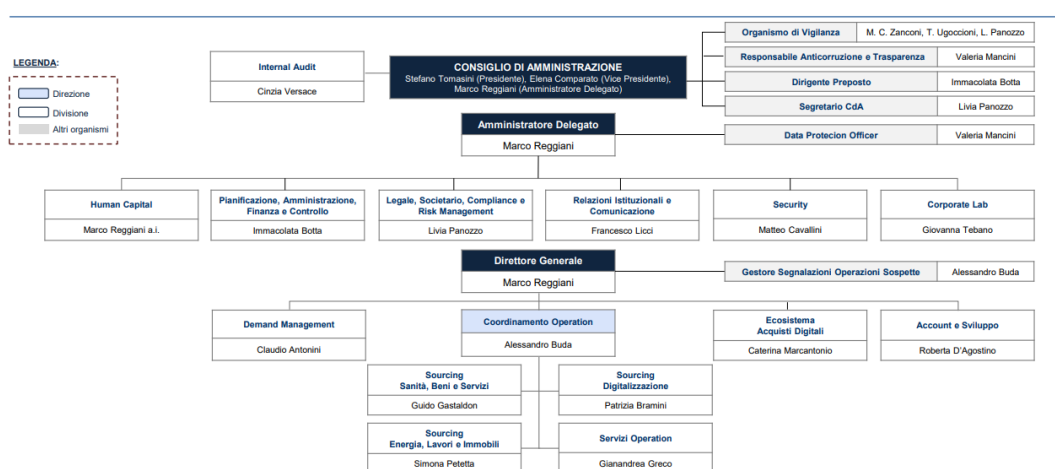 Organismo di Vigilanza M. C. Zanconi, T. Ugoccioni, L. Panozzo
LEGENDA:
Direzione
Divisione
Altri organismi
Internal Audit
Cinzia Versace
CONSIGLIO DI AMMINISTRAZIONE
Stefano Tomasini (Presidente), Elena Comparato (Vice Presidente),
Marco Reggiani (Amministratore Delegato)
Responsabile Anticorruzione e Trasparenza Valeria Mancini
Dirigente Preposto Immacolata Botta
Segretario CdA Livia Panozzo
Amministratore Delegato
Marco Reggiani
Data Protecion Officer Valeria Mancini
Human Capital
Marco Reggiani a.i.
Pianificazione, Amministrazione,
Finanza e Controllo
Immacolata Botta
Legale, Societario, Compliance e
Risk Management
Livia Panozzo
Relazioni Istituzionali e
Comunicazione
Francesco Licci
Security
Matteo Cavallini
Corporate Lab
Giovanna Tebano
Direttore Generale
Marco Reggiani
Gestore Segnalazioni Operazioni Sospette Alessandro Buda
Demand Management
Claudio Antonini
Coordinamento Operation
Alessandro Buda
Ecosistema
Acquisti Digitali
Caterina Marcantonio
Account e Sviluppo
Roberta D'Agostino
Sourcing
Sanità, Beni e Servizi
Guido Gastaldon
Sourcing
Digitalizzazione
Patrizia Bramini
Sourcing
Energia, Lavori e Immobili
Simona Petetta
Servizi Operation
Gianandrea Greco